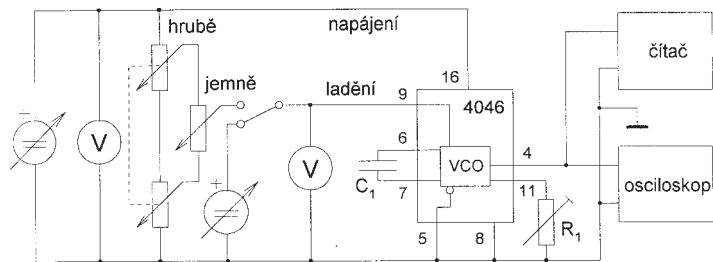 hrubě
napájení
čítač
jemně
16
ladění
9
4046
6
VCO
4
C1
7
11
osciloskop
5
8
R1
V
V
+
+